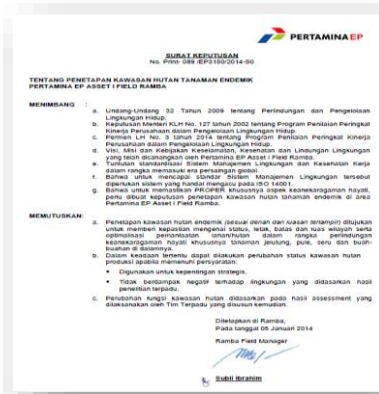 PERTAMINA EP
SURAT KEPUTUSAN
No. Print- 089 /EP3150/2014-S0
TENTANG PENETAPAN KAWASAN HUTAN TANAMAN ENDEMIK
PERTAMINA EP ASSET I FIELD RAMBA
MENIMBANG :
a. Undang-Undang 32 Tahun 2009 tentang Perlindungan dan Pengelolaan
Lingkungan Hidup.
b. Keputusan Menteri KLH No. 127 tahun 2002 tentang Program Penilaian Peringkat
Kinerja Perusahaan dalam Pengelolaan Lingkungan Hidup.
c. Permen LH No. 3 tahun 2014 tentang Program Penilaian Peringkat Kinerja
Perusahaan dalam Pengelolaan Lingkungan Hidup.
d. Visi, Misi dan Kebijakan Keselamatan, Kesehatan dan Lindungan Lingkungan
yang telah dicanangkan oleh Pertamina EP Asset I Field Ramba.
e. Tuntutan standardisasi Sistem Manajemen Lingkungan dan Kesehatan Kerja
dalam rangka memasuki era persaingan global.
f. Bahwa untuk mencapai standar Sistem Manajemen Lingkungan tersebut
diperlukan sistem yang handal mengacu pada ISO 14001.
g. Bahwa untuk memastikan PROPER khususnya aspek keanekaragaman hayati,
perlu dibuat keputusan penetapan kawasan hutan tanaman endemik di area
Pertamina EP Asset I Field Ramba.
MEMUTUSKAN:
a. Penetapan kawasan hutan endemik (sesuai denah dan luasan terlampir) ditujukan
untuk memberi kepastian mengenai status, letak, batas dan luas wilayah serta
optimalisasi pemanfaatan lahan/hutan dalam rangka perlindungan
keanekaragaman hayati khususnya tanaman jelutung, pule, seru dan buah-
buahan di dalamnya.
b. Dalam keadaan tertentu dapat dilakukan perubahan status kawasan hutan
produksi apabila memenuhi persyaratan:
▪ Digunakan untuk kepentingan strategis.
▪ Tidak berdampak negatif terhadap lingkungan yang didasarkan hasil
penelitian terpadu.
c. Perubahan fungsi kawasan hutan didasarkan pada hasil assessment yang
dilaksanakan oleh Tim Terpadu yang disusun kemudian.
Ditetapkan di Ramba,
Pada tanggal 05 Januari 2014
Ramba Field Manager
Subli Ibrahim